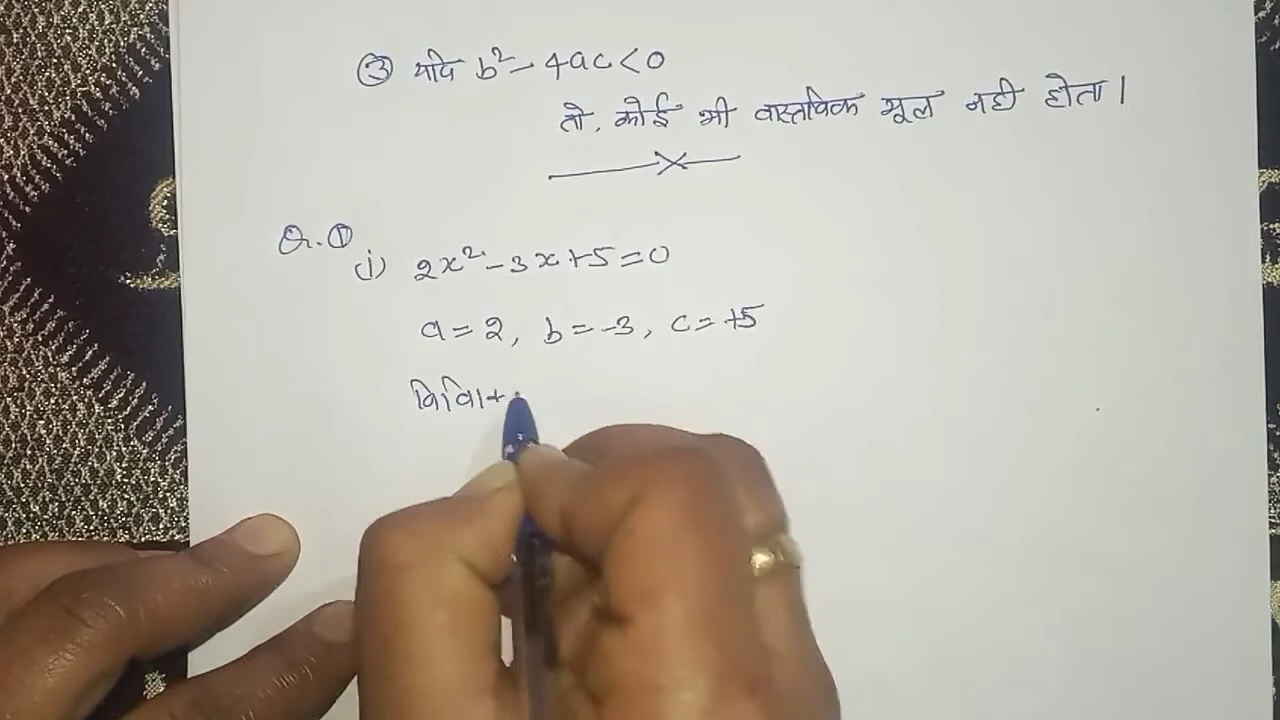 ③ यदि b² - 4ac < 0
तो, कोई भी वास्तविक मूल नही होता।
Q. ①
(i) 2x² - 3x + 5 = 0
a = 2, b = -3, c = +5